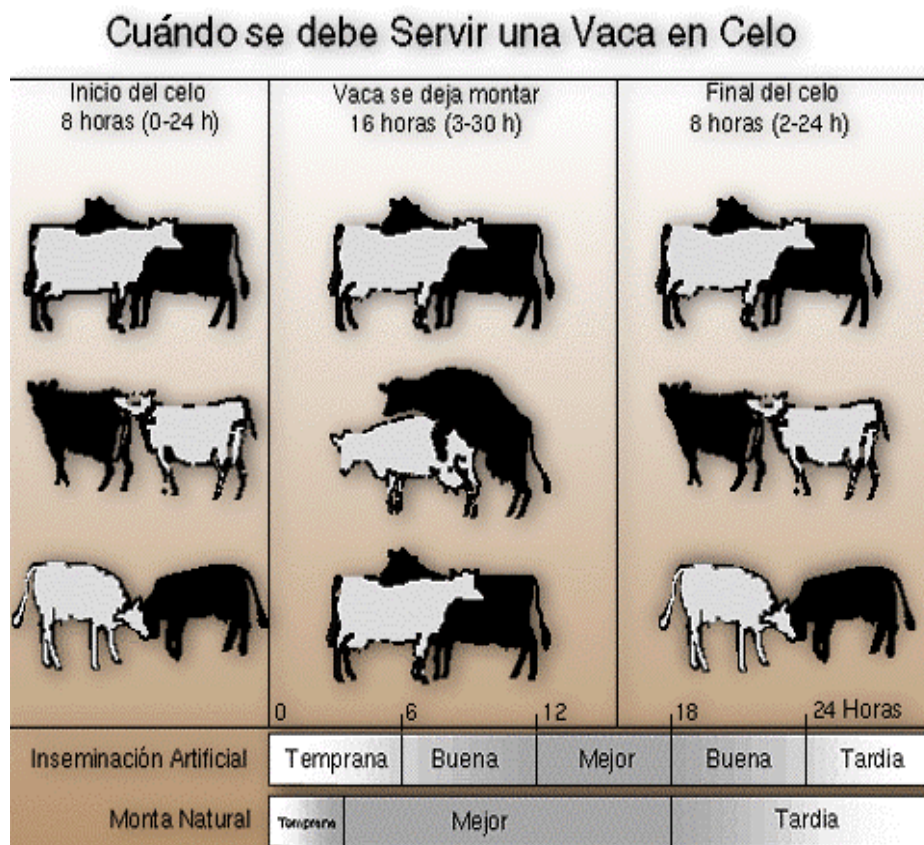 Cuándo se debe Servir una Vaca en Celo
Inicio del celo
8 horas (0-24 h)
Vaca se deja montar
16 horas (3-30 h)
Final del celo
8 horas (2-24 h)
0 6 12 18 24 Horas
Inseminación Artificial Temprana Buena Mejor Buena Tardia
Monta Natural Temprana Mejor Tardia